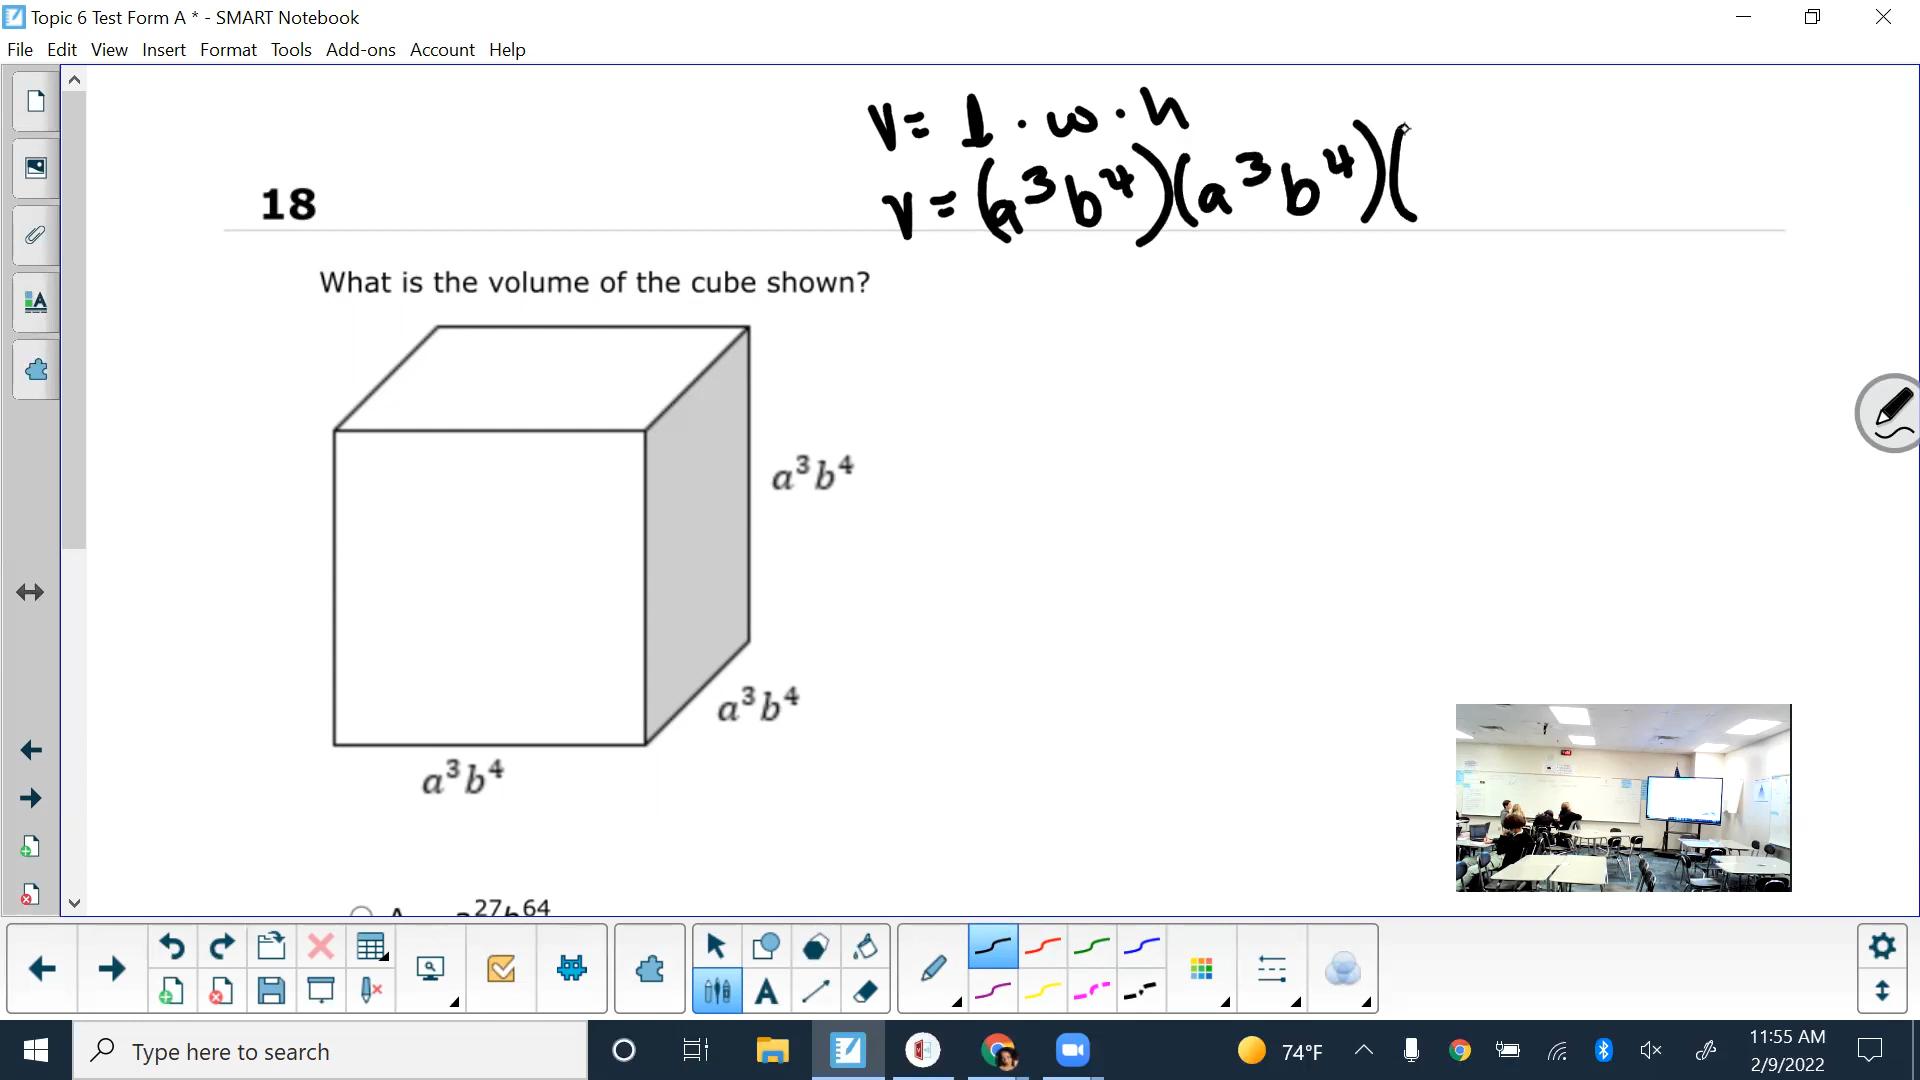 Topic 6 Test Form A * - SMART Notebook
File Edit View Insert Format Tools Add-ons Account Help
V = l · w · h
V = (a³b⁴)(a³b⁴)(
18
What is the volume of the cube shown?
a³b⁴
a³b⁴
a³b⁴
A a²⁷b⁶⁴
Type here to search
74°F
11:55 AM
2/9/2022